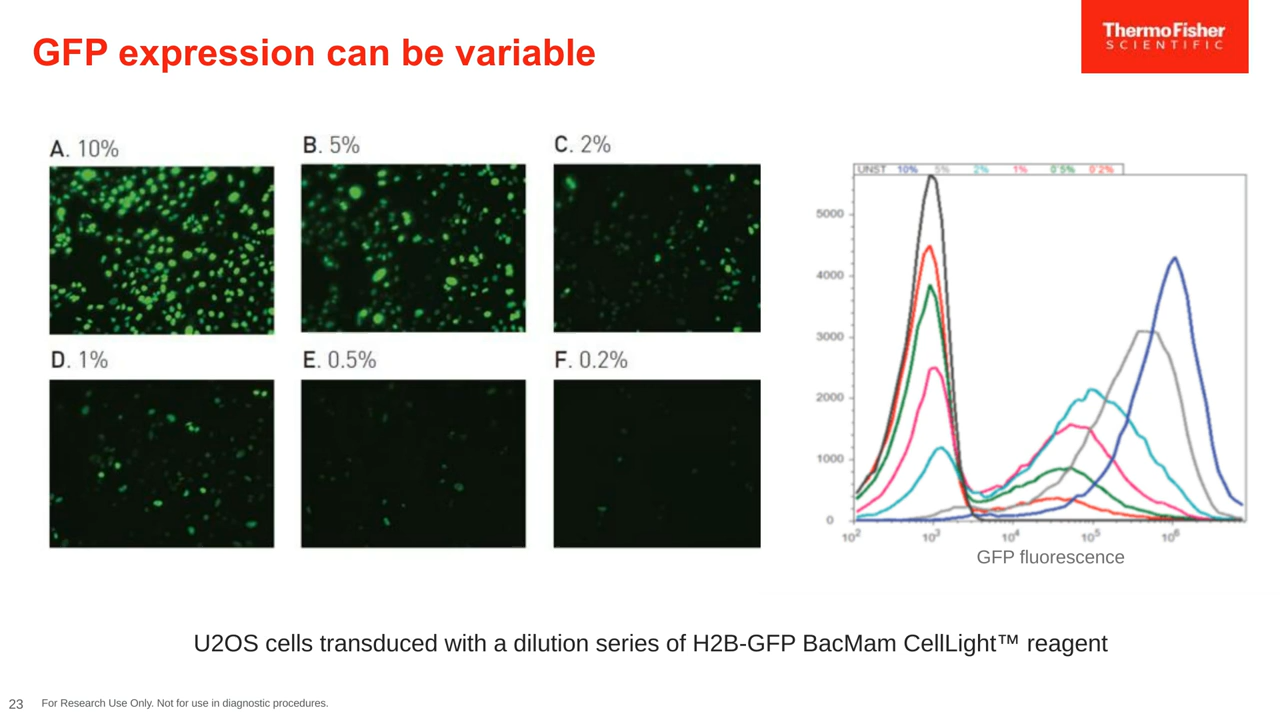 GFP expression can be variable
ThermoFisher
SCIENTIFIC
A. 10%
B. 5%
C. 2%
D. 1%
E. 0.5%
F. 0.2%
UNST 10% 5% 2% 1% 0'5% 0'2%
5000
4000
3000
2000
1000
0
10² 10³ 10⁴ 10⁵ 10⁶
GFP fluorescence
U2OS cells transduced with a dilution series of H2B-GFP BacMam CellLight™ reagent
23 For Research Use Only. Not for use in diagnostic procedures.